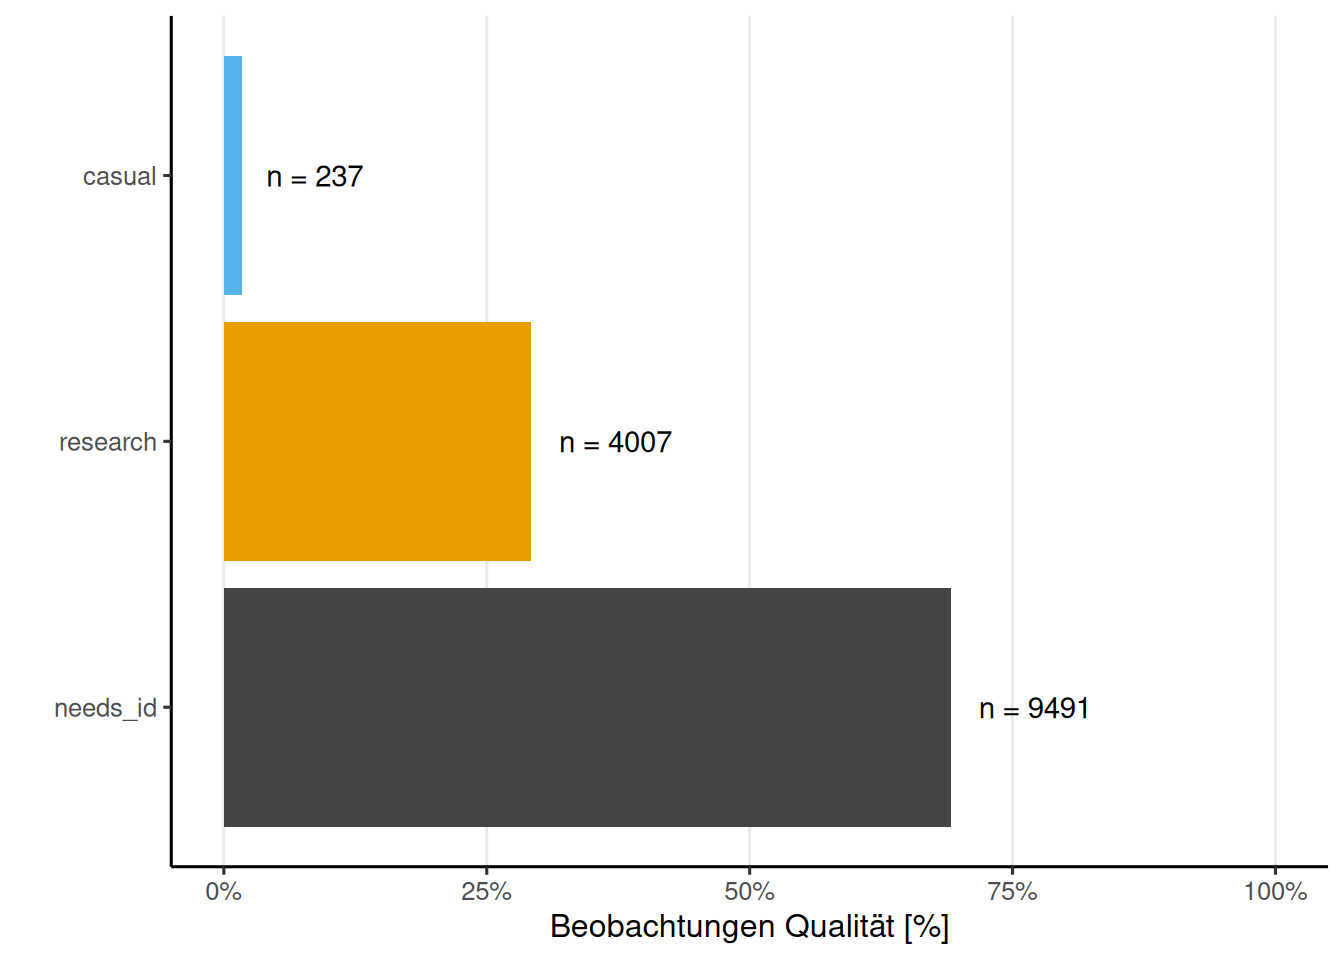 casual
n = 237
research
n = 4007
needs_id
n = 9491
0% 25% 50% 75% 100%
Beobachtungen Qualität [%]